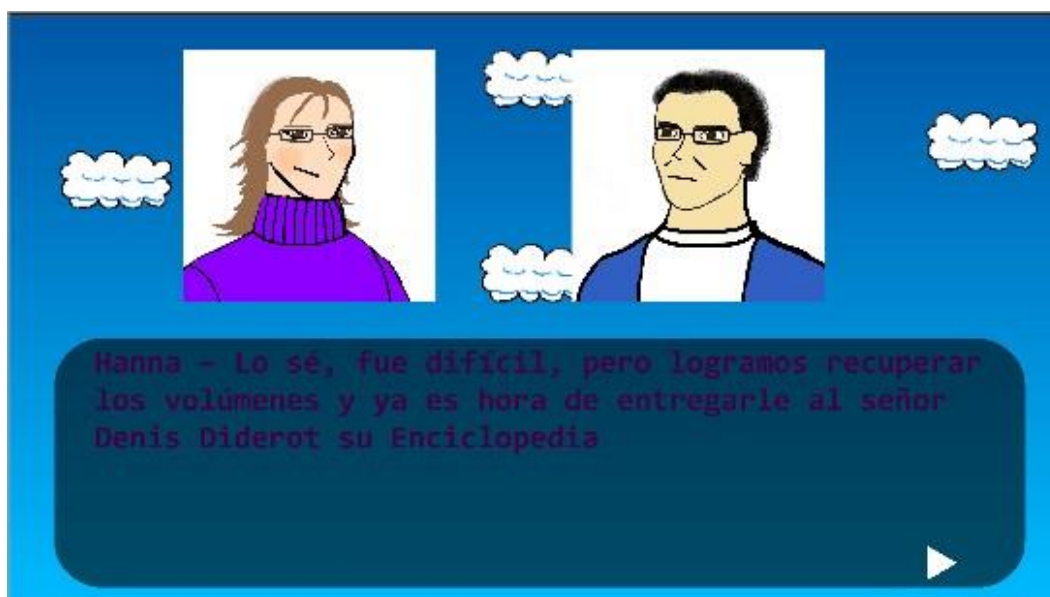 Hanna – Lo sé, fue difícil, pero logramos recuperar
los volúmenes y ya es hora de entregarle al señor
Denis Diderot su Enciclopedia